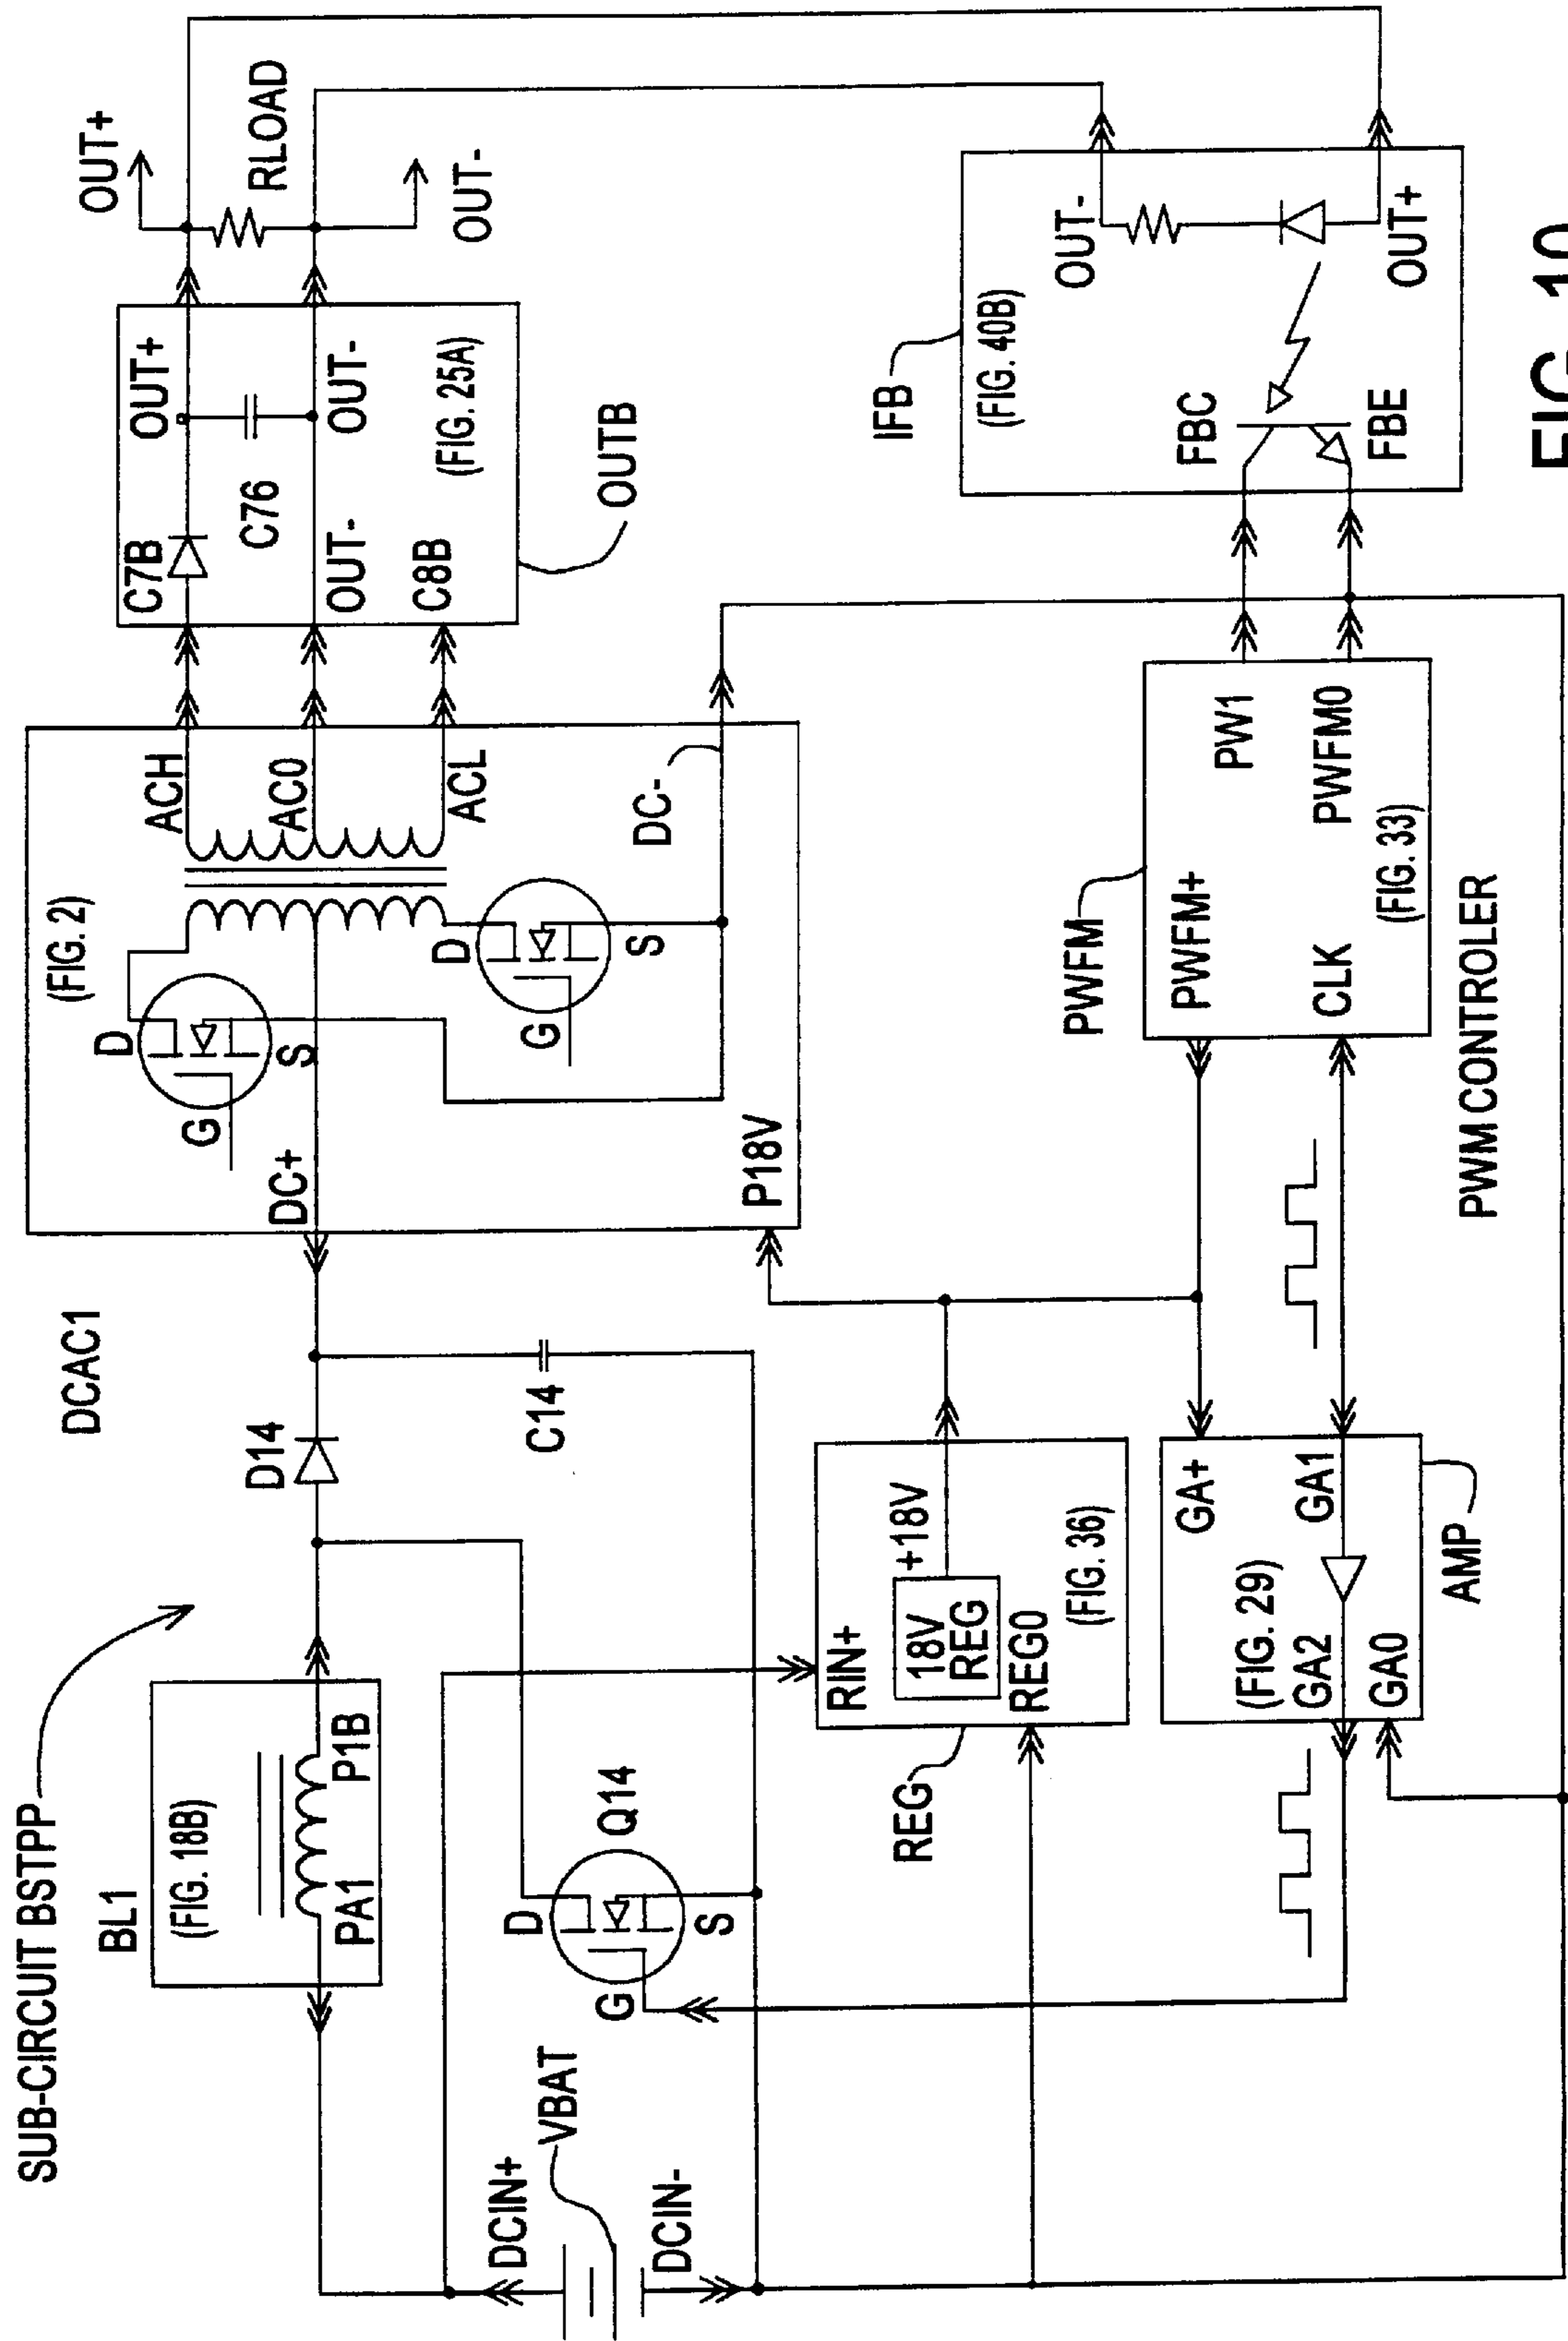 SUB-CIRCUIT BSTPP
BL1
(FIG. 18B)
PA1
P1B
D14
DCAC1
(FIG. 2)
D
G
S
DC+
ACH
AC0
ACL
D
G
S
DC-
P18V
C7B
OUT+
C76
OUT-
OUT-
C8B
(FIG. 25A)
OUTB
OUT+
RLOAD
OUT-
DCIN+
VBAT
DCIN-
D
Q14
G
S
C14
RIN+
18V
REG
+18V
REG0
(FIG. 36)
REG
GA+
(FIG. 29)
GA2
GA1
GA0
AMP
PWFM
PWFM+
PW1
CLK
PWFM0
(FIG. 33)
PWM CONTROLER
IFB
(FIG. 40B)
OUT-
FBC
FBE
OUT+
FIG. 10